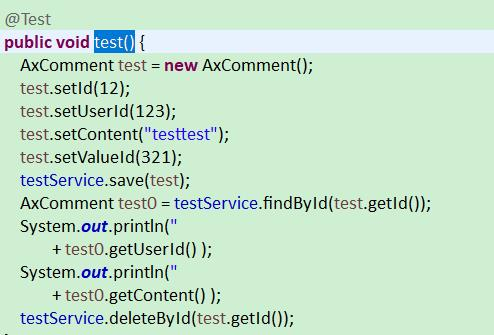 @Test
public void test() {
AxComment test = new AxComment();
test.setId(12);
test.setUserId(123);
test.setContent("testtest");
test.setValueId(321);
testService.save(test);
AxComment test0 = testService.findById(test.getId());
System.out.println("
+ test0.getUserId() );
System.out.println("
+ test0.getContent() );
testService.deleteById(test.getId());